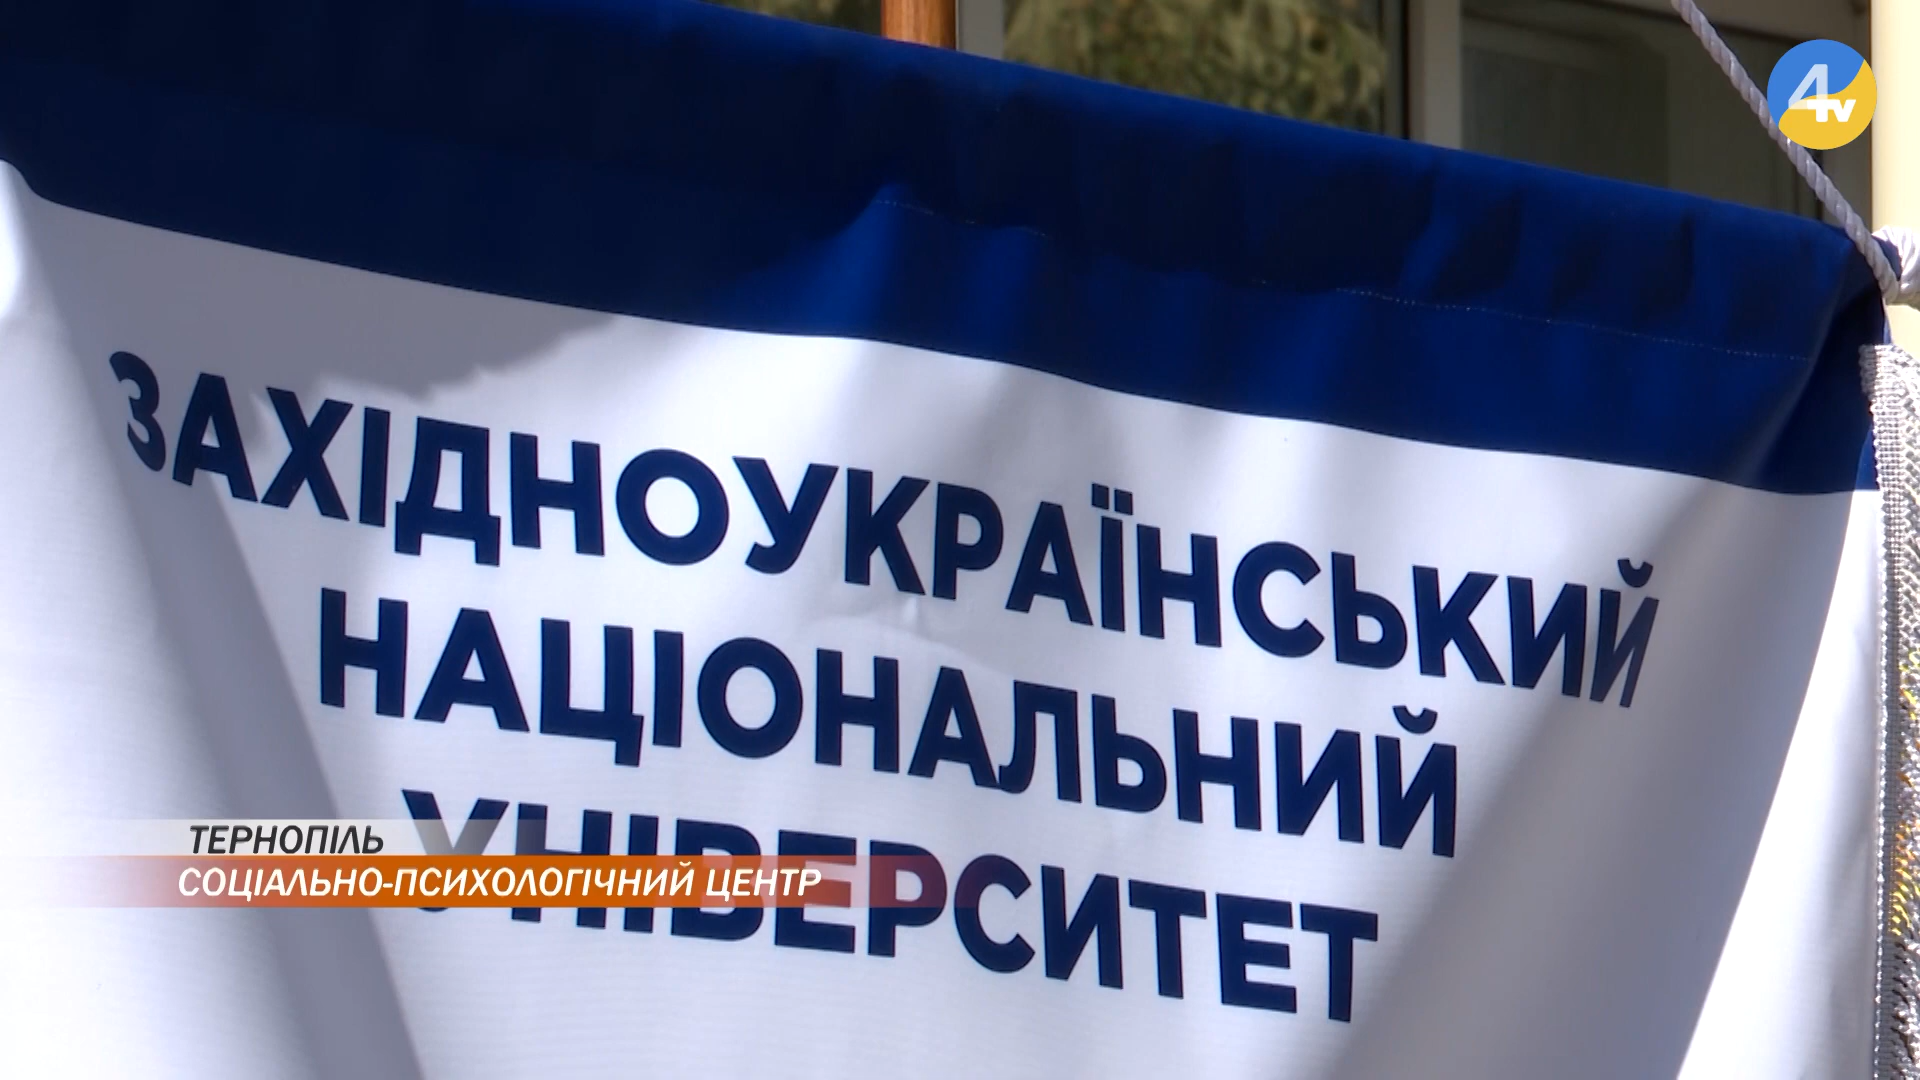 4tv
ЗАХІДНОУКРАЇНСЬКИЙ
НАЦІОНАЛЬНИЙ
УНІВЕРСИТЕТ
ТЕРНОПІЛЬ
СОЦІАЛЬНО-ПСИХОЛОГІЧНИЙ ЦЕНТР